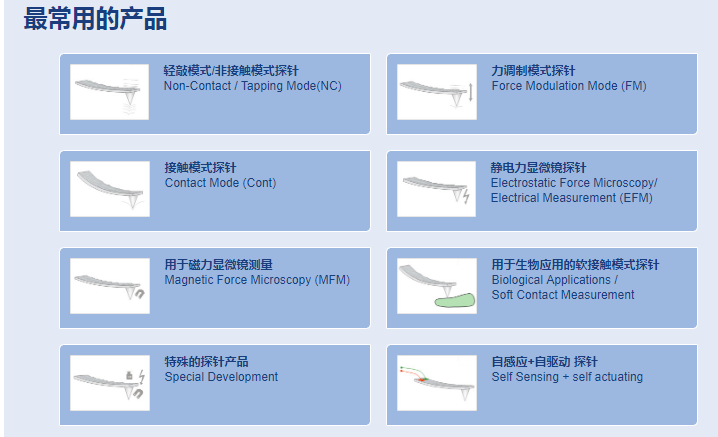 最常用的产品
轻敲模式/非接触模式探针
Non-Contact / Tapping Mode(NC)
力调制模式探针
Force Modulation Mode (FM)
接触模式探针
Contact Mode (Cont)
静电力显微镜探针
Electrostatic Force Microscopy/
Electrical Measurement (EFM)
用于磁力显微镜测量
Magnetic Force Microscopy (MFM)
用于生物应用的软接触模式探针
Biological Applications /
Soft Contact Measurement
特殊的探针产品
Special Development
自感应+自驱动 探针
Self Sensing + self actuating